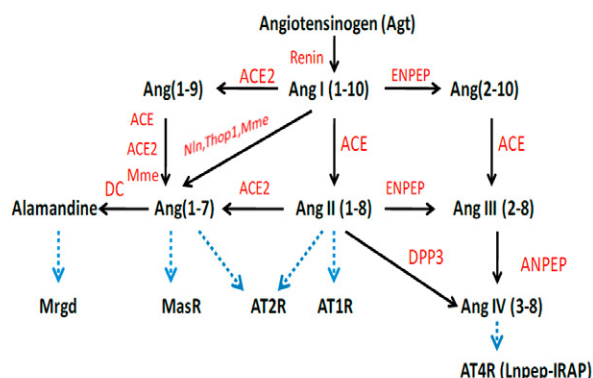 Angiotensinogen (Agt)
Renin
Ang(1-9)
ACE2
Ang I (1-10)
ENPEP
Ang(2-10)
ACE
ACE2
Mme
Nln,Thop1,Mme
ACE
ACE
DC
Alamandine
Ang(1-7)
ACE2
Ang II (1-8)
ENPEP
Ang III (2-8)
DPP3
ANPEP
Mrgd
MasR
AT2R
AT1R
Ang IV (3-8)
AT4R (Lnpep-IRAP)